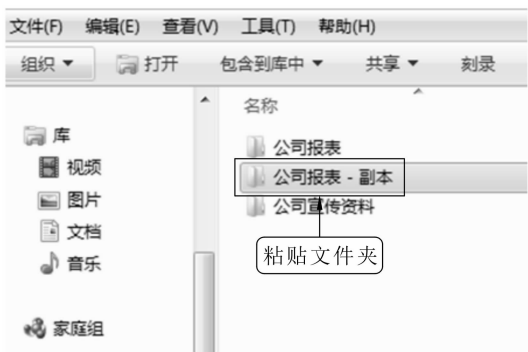 文件(F) 编辑(E) 查看(V) 工具(T) 帮助(H)
组织 打开 包含到库中 共享 刻录
名称
库
视频
图片
文档
音乐
家庭组
公司报表
公司报表 - 副本
公司宣传资料
粘贴文件夹